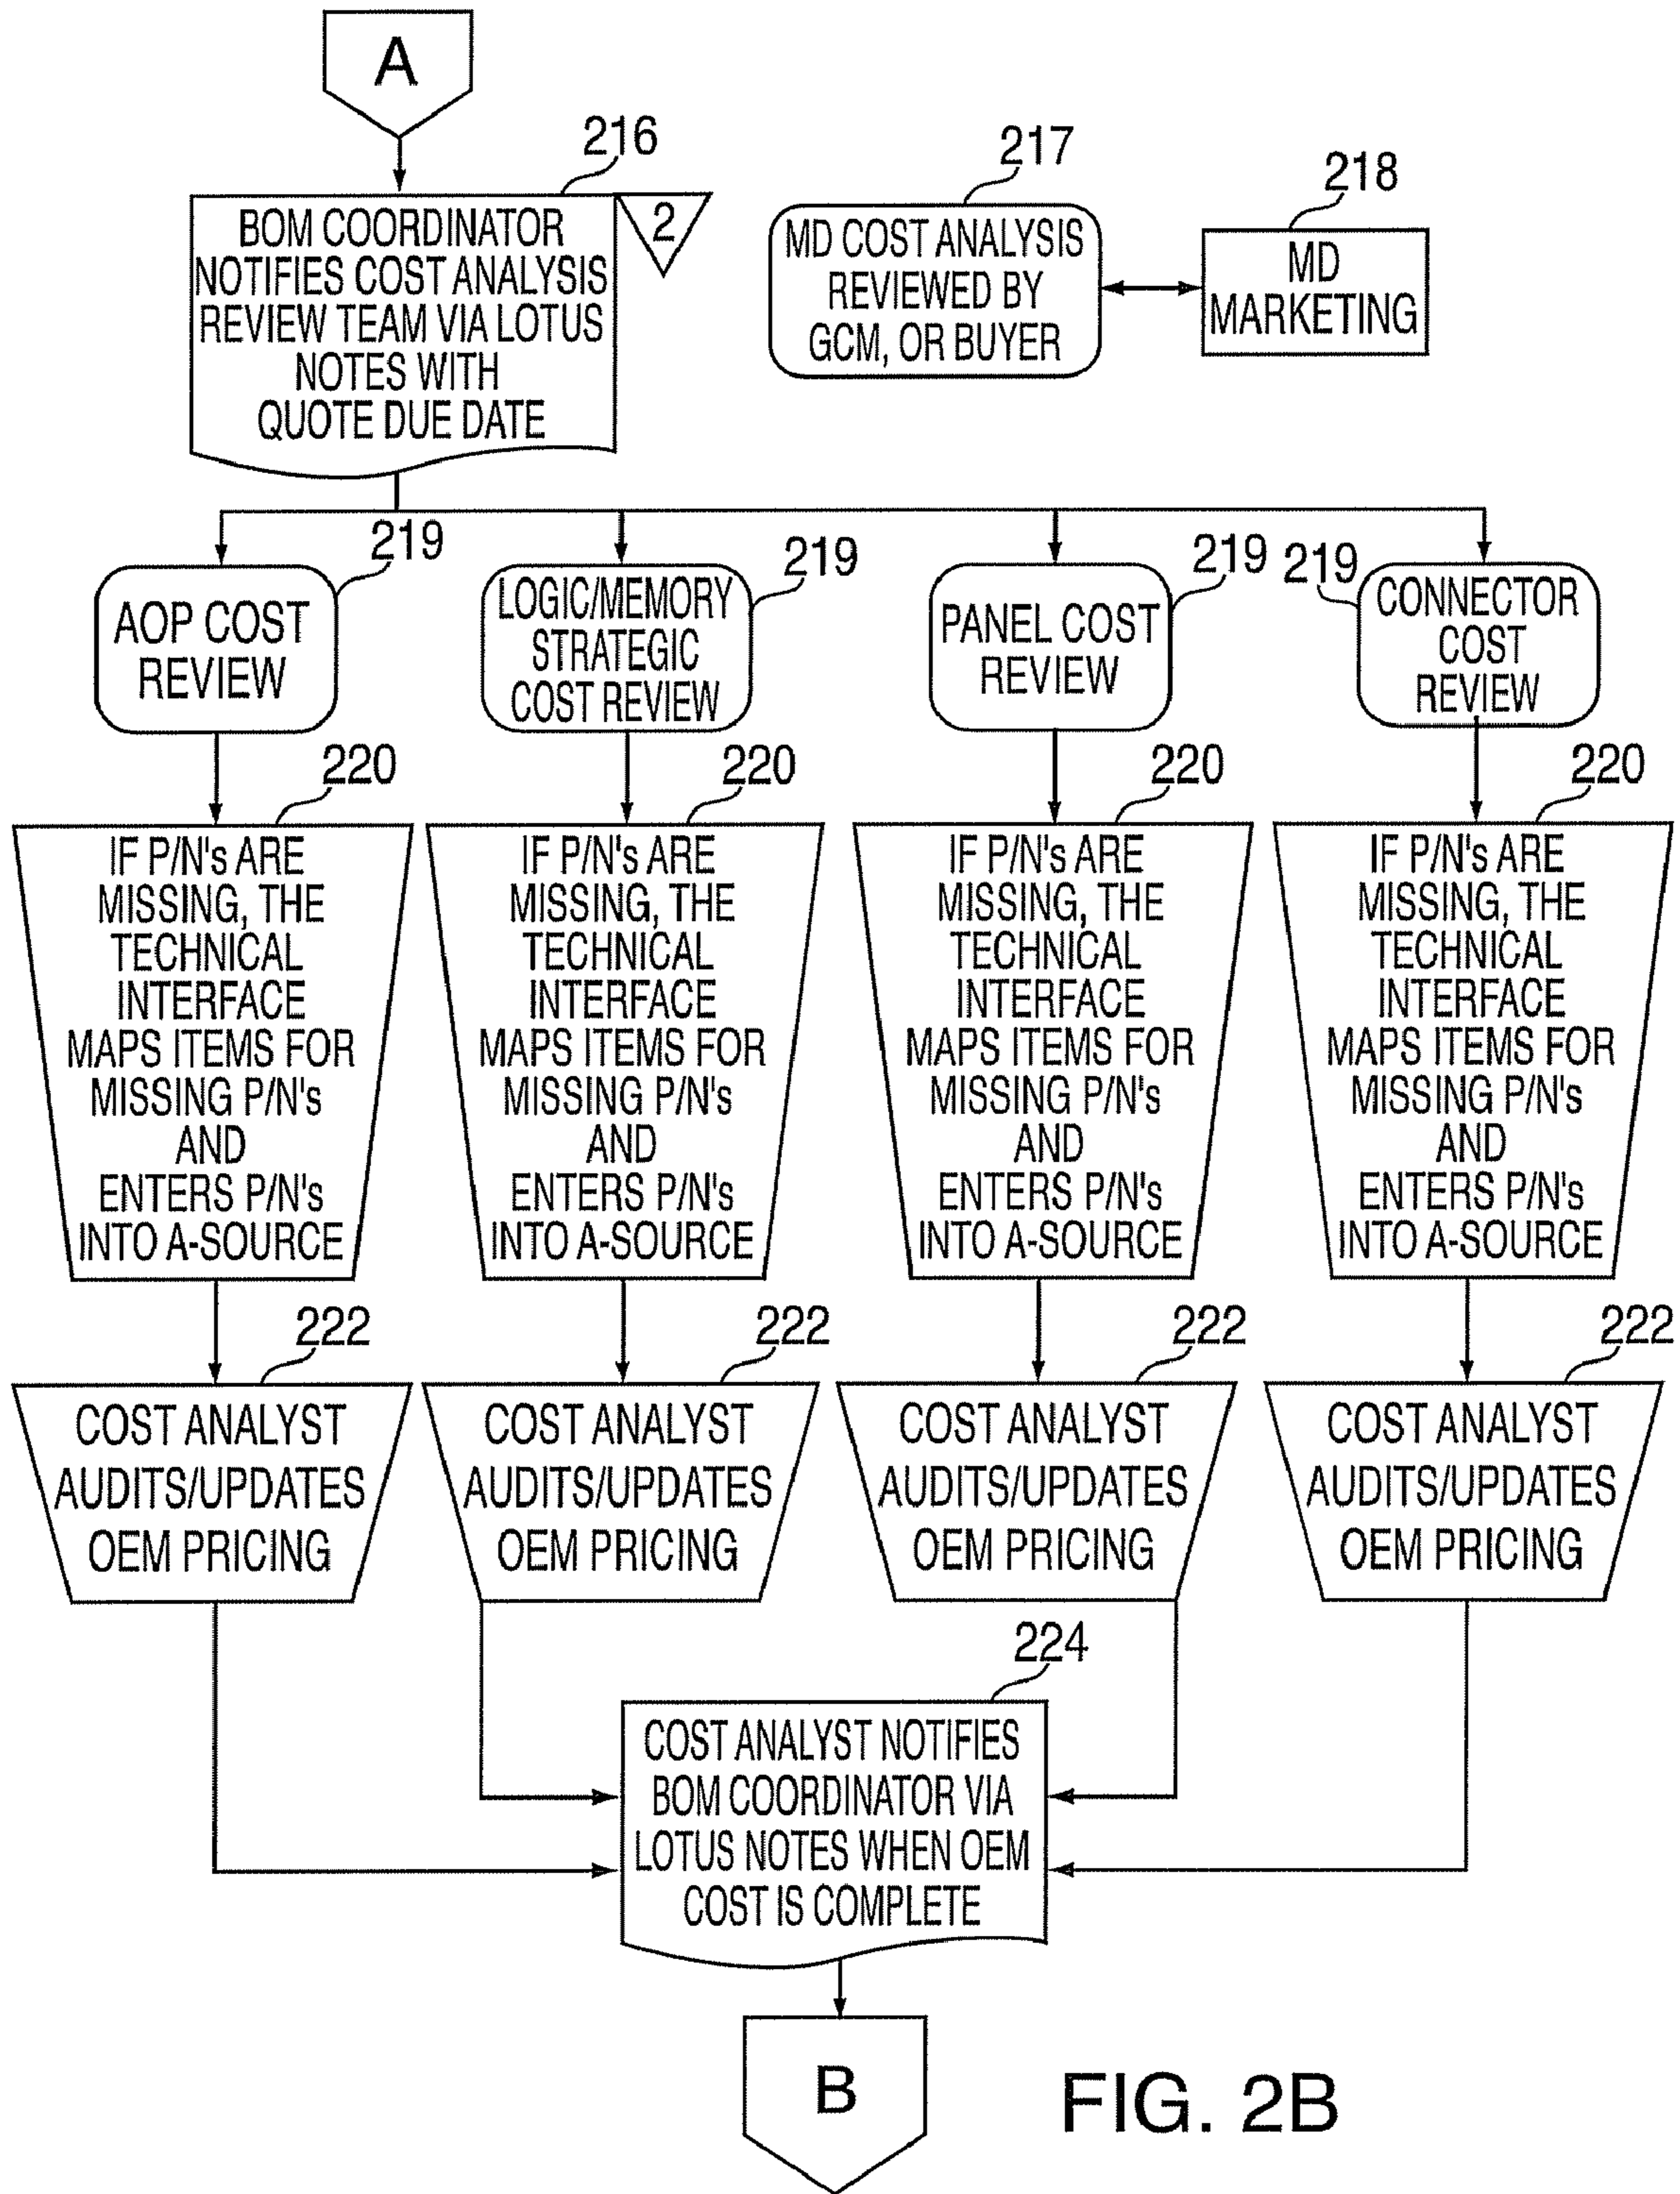 A
216
BOM COORDINATOR
NOTIFIES COST ANALYSIS
REVIEW TEAM VIA LOTUS
NOTES WITH
QUOTE DUE DATE
2
217
MD COST ANALYSIS
REVIEWED BY
GCM, OR BUYER
218
MD
MARKETING
219
AOP COST
REVIEW
219
LOGIC/MEMORY
STRATEGIC
COST REVIEW
219
PANEL COST
REVIEW
219
CONNECTOR
COST
REVIEW
220
IF P/N's ARE
MISSING, THE
TECHNICAL
INTERFACE
MAPS ITEMS FOR
MISSING P/N's
AND
ENTERS P/N's
INTO A-SOURCE
220
IF P/N's ARE
MISSING, THE
TECHNICAL
INTERFACE
MAPS ITEMS FOR
MISSING P/N's
AND
ENTERS P/N's
INTO A-SOURCE
220
IF P/N's ARE
MISSING, THE
TECHNICAL
INTERFACE
MAPS ITEMS FOR
MISSING P/N's
AND
ENTERS P/N's
INTO A-SOURCE
220
IF P/N's ARE
MISSING, THE
TECHNICAL
INTERFACE
MAPS ITEMS FOR
MISSING P/N's
AND
ENTERS P/N's
INTO A-SOURCE
222
COST ANALYST
AUDITS/UPDATES
OEM PRICING
222
COST ANALYST
AUDITS/UPDATES
OEM PRICING
222
COST ANALYST
AUDITS/UPDATES
OEM PRICING
222
COST ANALYST
AUDITS/UPDATES
OEM PRICING
224
COST ANALYST NOTIFIES
BOM COORDINATOR VIA
LOTUS NOTES WHEN OEM
COST IS COMPLETE
B
FIG. 2B